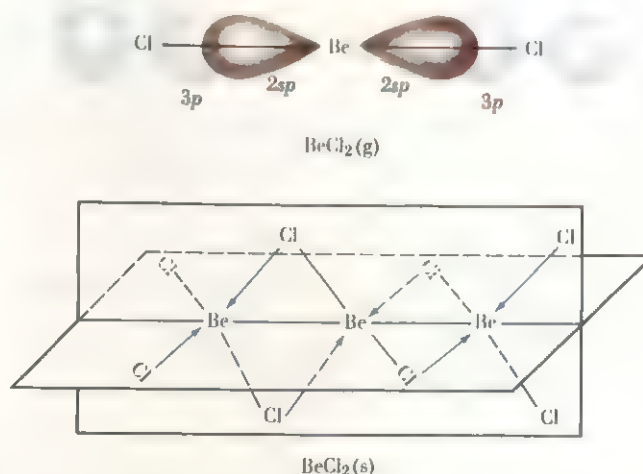 Cl Be Cl
2sp 2sp
3p 3p
BeCl₂(g)
Cl Cl
Cl Cl
Be Be Be
Cl Cl
Cl Cl
BeCl₂(s)